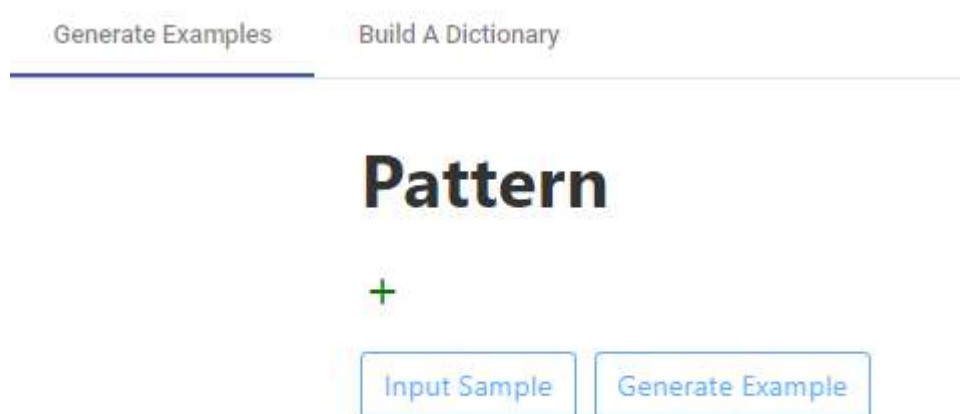 Generate Examples Build A Dictionary
Pattern
+
Input Sample Generate Example